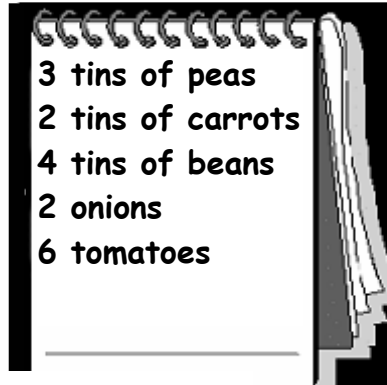 3 tins of peas
2 tins of carrots
4 tins of beans
2 onions
6 tomatoes